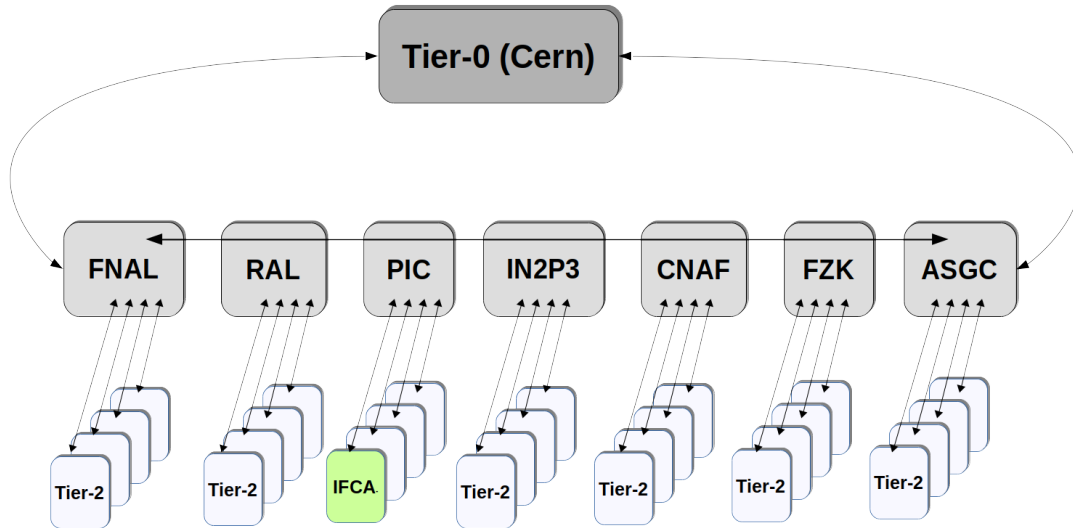 Tier-0 (Cern)
FNAL
RAL
PIC
IN2P3
CNAF
FZK
ASGC
Tier-2
Tier-2
IFCA.
Tier-2
Tier-2
Tier-2
Tier-2